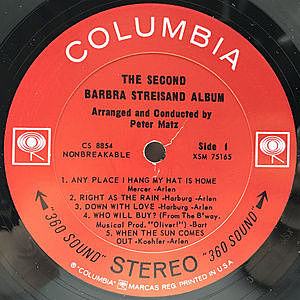 COLUMBIA
THE SECOND
BARBRA STREISAND ALBUM
Arranged and Conducted by
Peter Matz
CS 8854
NONBREAKABLE
Side 1
XSM 75165
1. ANY PLACE I HANG MY HAT IS HOME
Mercer-Arlen
2. RIGHT AS THE RAIN -Harburg-Arlen
3. DOWN WITH LOVE -Harburg-Arlen
4. WHO WILL BUY? (From The B'way.
Musical Prod. "Oliver!") -Bart
5. WHEN THE SUN COMES
OUT -Koehler-Arlen
"360 SOUND" STEREO "360 SOUND"
® "COLUMBIA" MARCAS REG. PRINTED IN U.S.A.